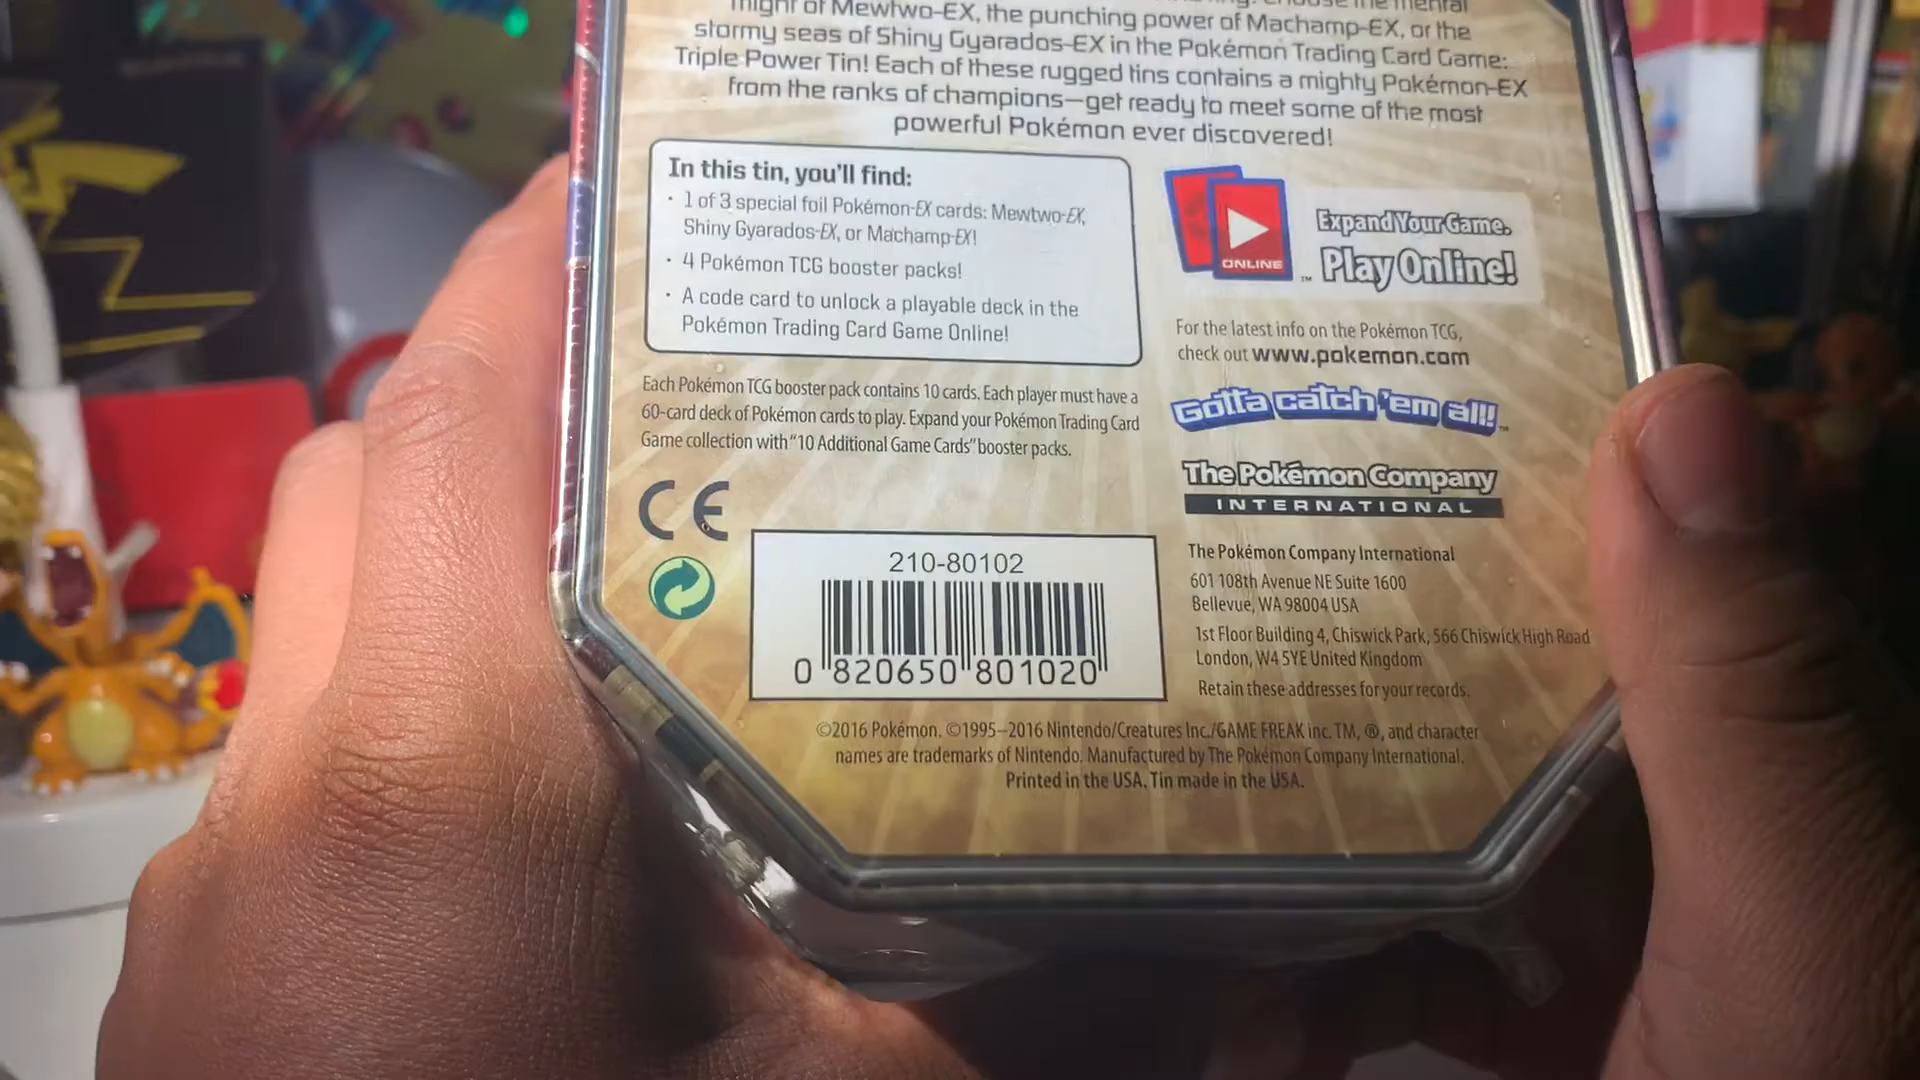 might of Mewtwo-EX, the punching power of Machamp-EX, or the
stormy seas of Shiny Gyarados-EX in the Pokémon Trading Card Game:
Triple Power Tin! Each of these rugged tins contains a mighty Pokémon-EX
from the ranks of champions—get ready to meet some of the most
powerful Pokémon ever discovered!
In this tin, you'll find:
• 1 of 3 special foil Pokémon-EX cards: Mewtwo-EX,
Shiny Gyarados-EX, or Machamp-EX!
• 4 Pokémon TCG booster packs!
• A code card to unlock a playable deck in the
Pokémon Trading Card Game Online!
ONLINE
Expand Your Game.
™ Play Online!
For the latest info on the Pokémon TCG,
check out www.pokemon.com
Gotta catch 'em all!™
Each Pokémon TCG booster pack contains 10 cards. Each player must have a
60-card deck of Pokémon cards to play. Expand your Pokémon Trading Card
Game collection with "10 Additional Game Cards" booster packs.
The Pokémon Company
INTERNATIONAL
CE
210-80102
0 820650 801020
The Pokémon Company International
601 108th Avenue NE Suite 1600
Bellevue, WA 98004 USA
1st Floor Building 4, Chiswick Park, 566 Chiswick High Road
London, W4 5YE United Kingdom
Retain these addresses for your records.
©2016 Pokémon. ©1995–2016 Nintendo/Creatures Inc./GAME FREAK inc. TM, ®, and character
names are trademarks of Nintendo. Manufactured by The Pokémon Company International.
Printed in the USA. Tin made in the USA.